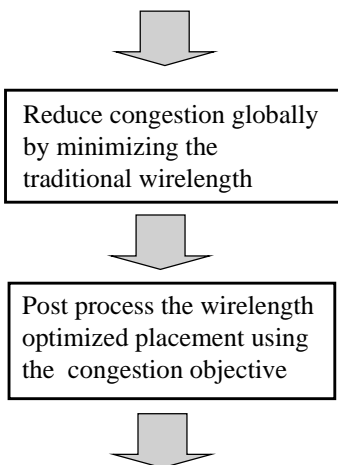 Reduce congestion globally
by minimizing the
traditional wirelength
Post process the wirelength
optimized placement using
the congestion objective